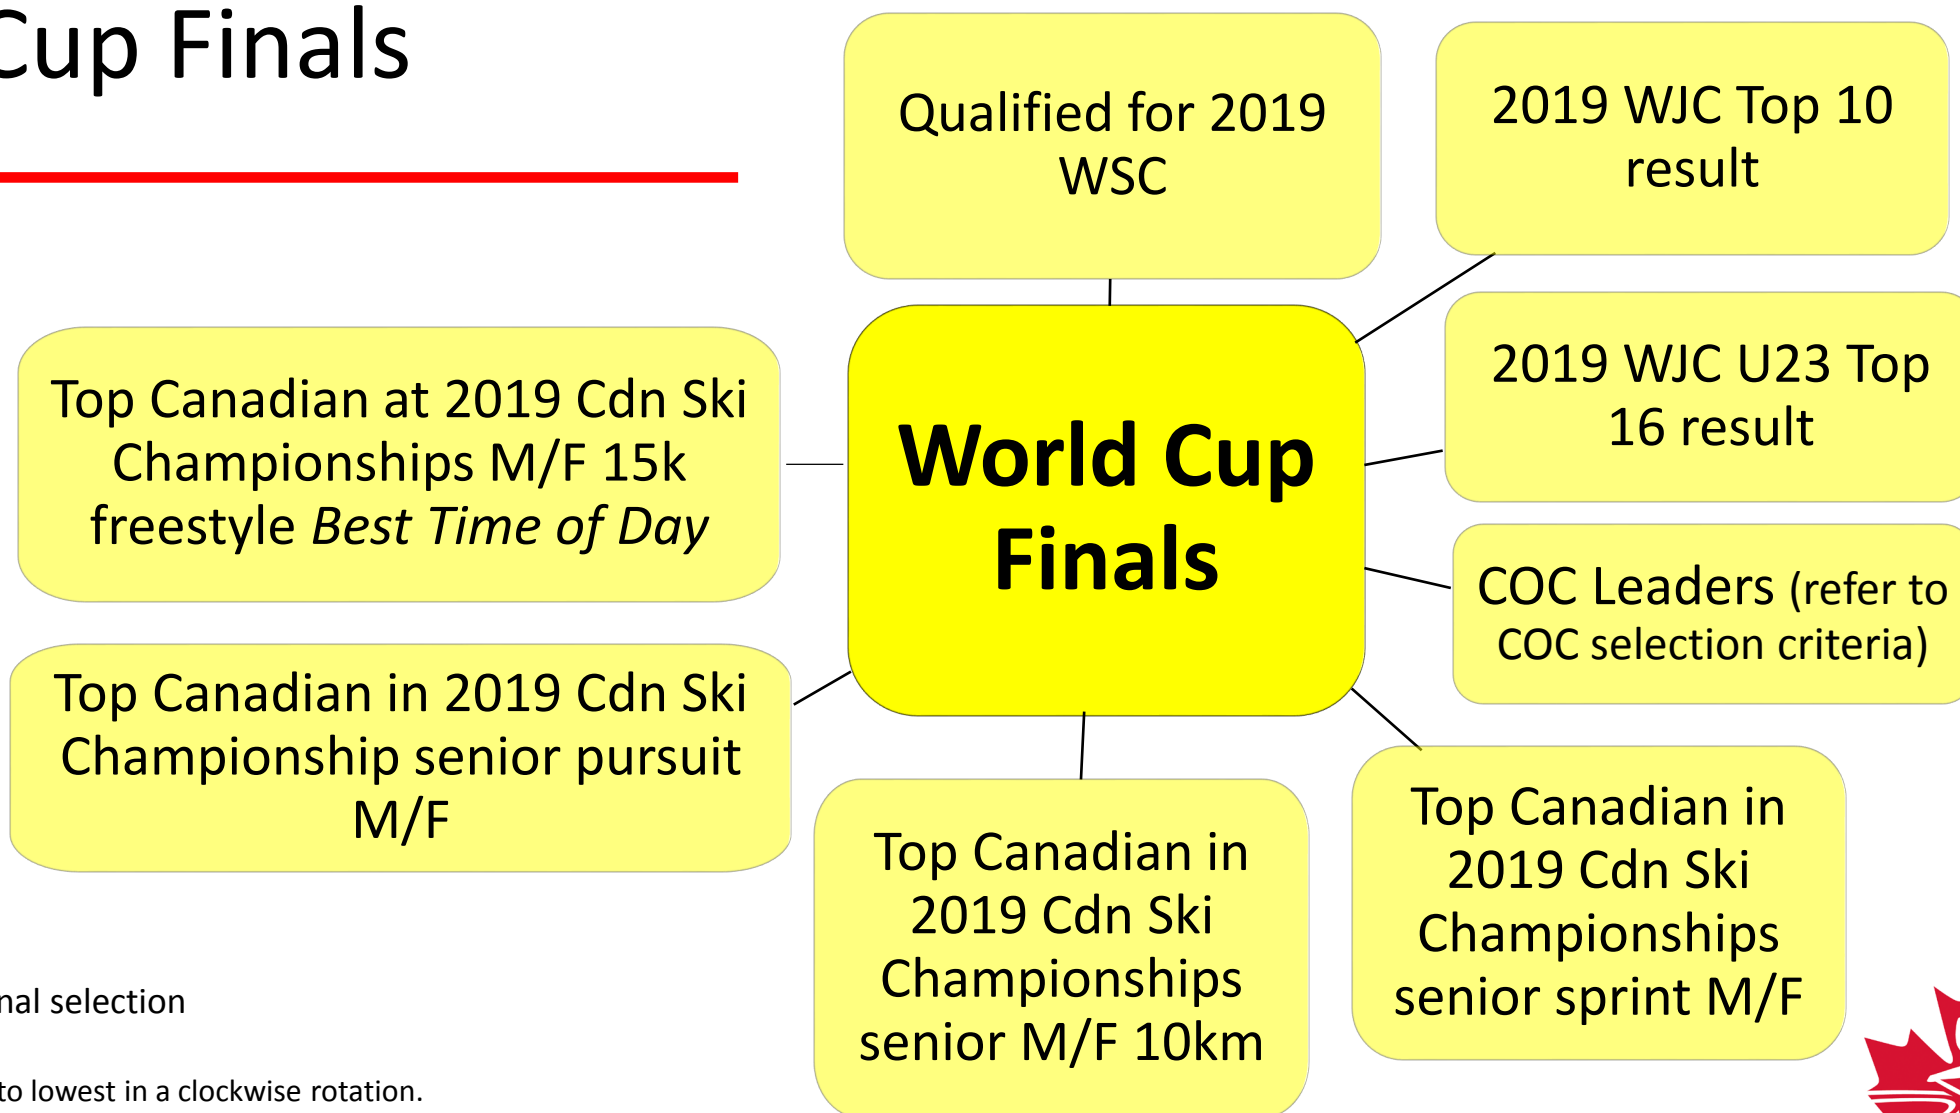 Cup Finals
Qualified for 2019
WSC
2019 WJC Top 10
result
2019 WJC U23 Top
16 result
COC Leaders (refer to
COC selection criteria)
Top Canadian in
2019 Cdn Ski
Championships
senior sprint M/F
Top Canadian in
2019 Cdn Ski
Championships
senior M/F 10km
Top Canadian in 2019 Cdn Ski
Championship senior pursuit
M/F
Top Canadian at 2019 Cdn Ski
Championships M/F 15k
freestyle Best Time of Day
World Cup
Finals
nal selection
to lowest in a clockwise rotation.